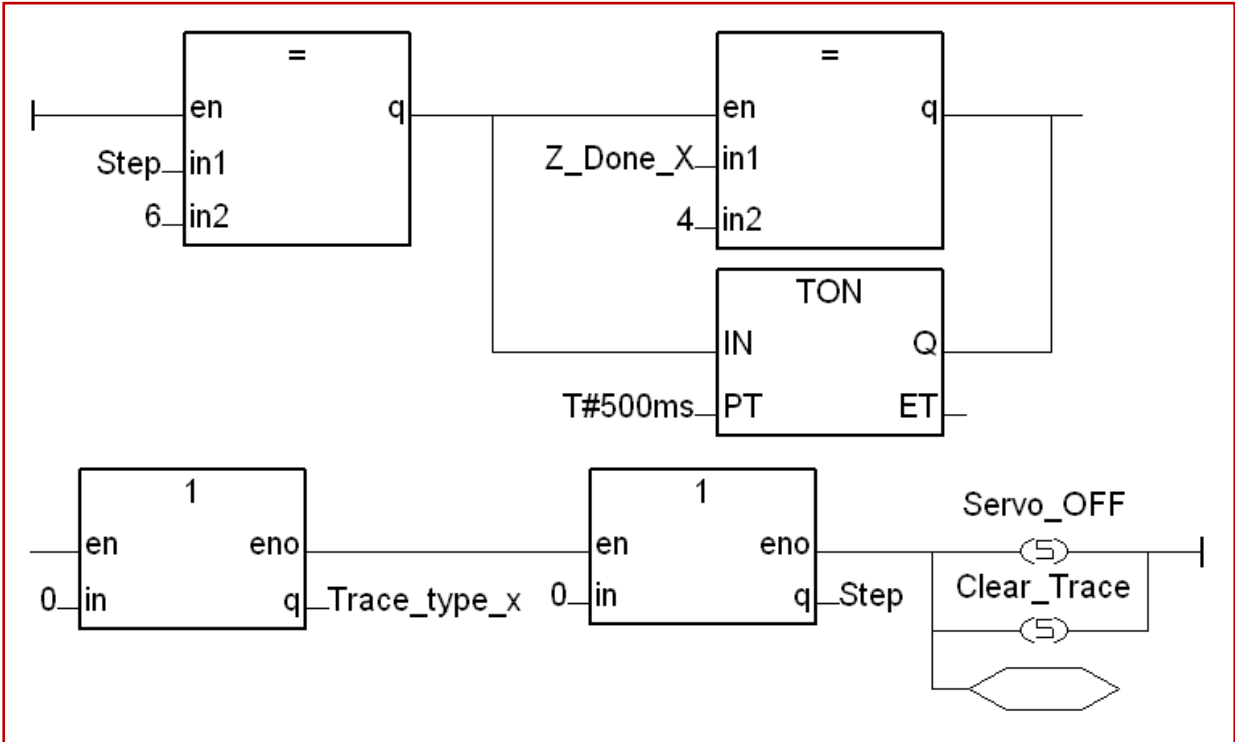 = =
en q en q
Step in1 Z_Done_X in1
6 in2 4 in2
TON
IN Q
T#500ms PT ET
1 1 Servo_OFF
en eno en eno
Clear_Trace
0 in q Trace_type_x 0 in q Step